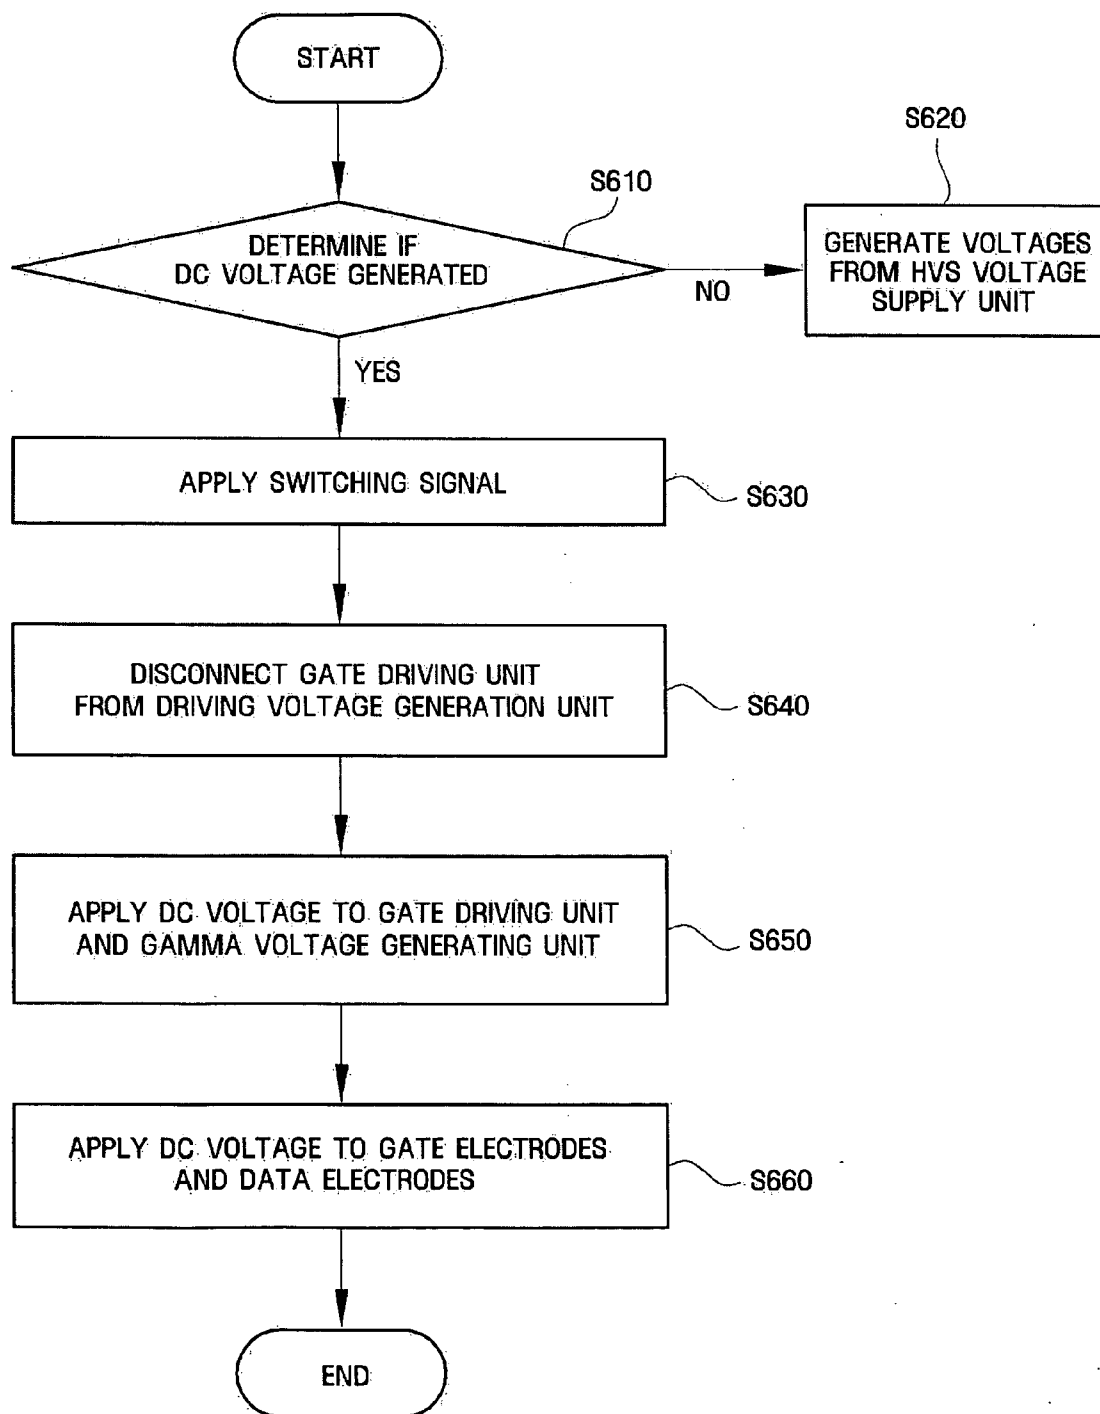 START
S620
S610
DETERMINE IF
DC VOLTAGE GENERATED
GENERATE VOLTAGES
FROM HVS VOLTAGE
SUPPLY UNIT
NO
YES
APPLY SWITCHING SIGNAL
S630
DISCONNECT GATE DRIVING UNIT
FROM DRIVING VOLTAGE GENERATION UNIT
S640
APPLY DC VOLTAGE TO GATE DRIVING UNIT
AND GAMMA VOLTAGE GENERATING UNIT
S650
APPLY DC VOLTAGE TO GATE ELECTRODES
AND DATA ELECTRODES
S660
END